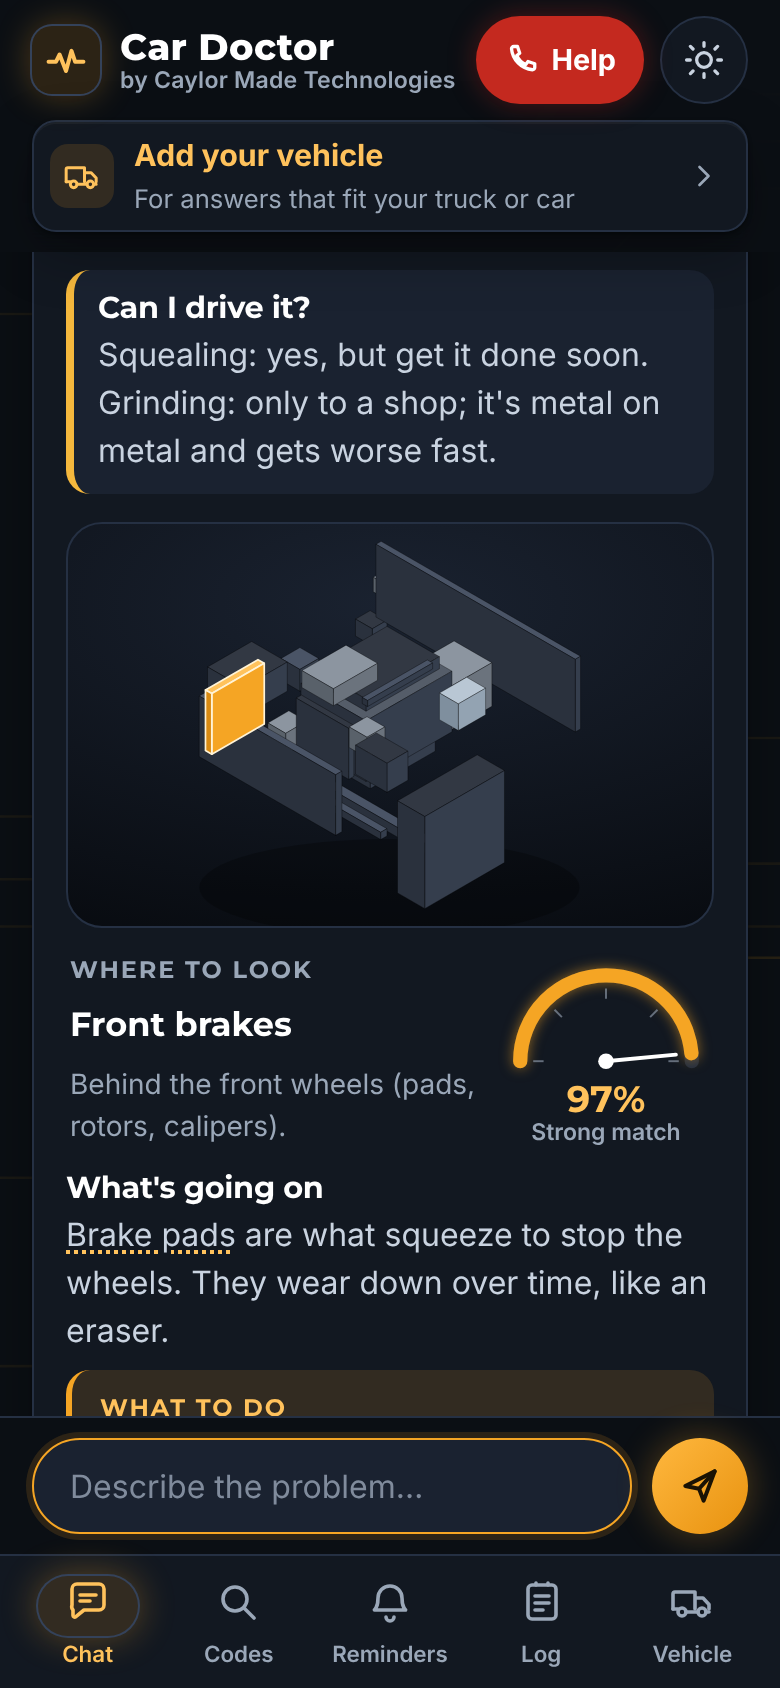 Car Doctor
by Caylor Made Technologies
Help
Add your vehicle
For answers that fit your truck or car
Can I drive it?
Squealing: yes, but get it done soon.
Grinding: only to a shop; it's metal on
metal and gets worse fast.
WHERE TO LOOK
Front brakes
Behind the front wheels (pads,
rotors, calipers).
97%
Strong match
What's going on
Brake pads are what squeeze to stop the
wheels. They wear down over time, like an
eraser.
WHAT TO DO
Describe the problem...
Chat
Codes
Reminders
Log
Vehicle